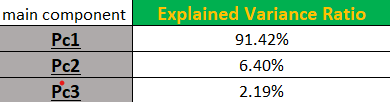 main component Explained Variance Ratio
Pc1 91.42%
Pc2 6.40%
Pc3 2.19%